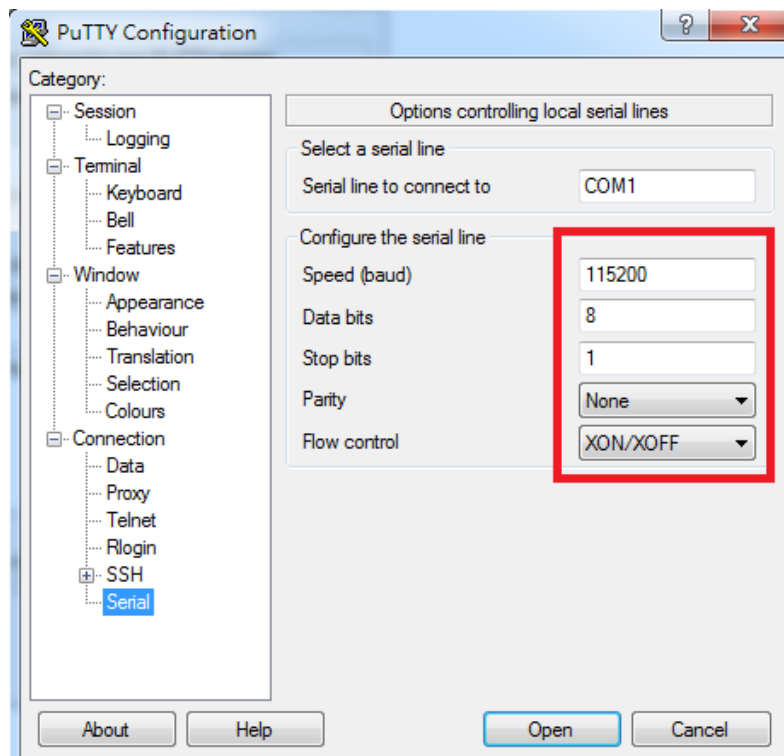 PuTTY Configuration
?
X
Category:
Session
Logging
Terminal
Keyboard
Bell
Features
Window
Appearance
Behaviour
Translation
Selection
Colours
Connection
Data
Proxy
Telnet
Rlogin
SSH
Serial
Options controlling local serial lines
Select a serial line
Serial line to connect to COM1
Configure the serial line
Speed (baud) 115200
Data bits 8
Stop bits 1
Parity None
Flow control XON/XOFF
About Help Open Cancel